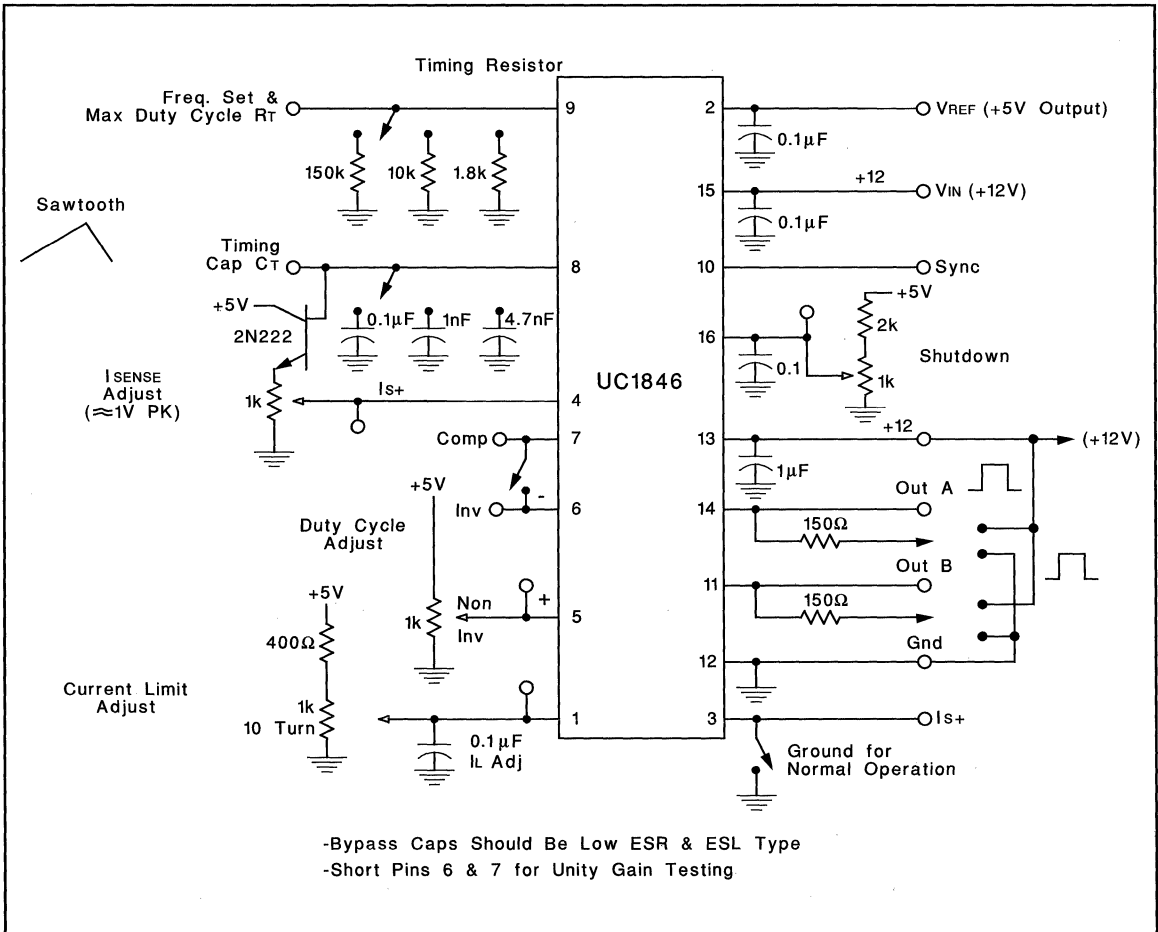 Timing Resistor
Freq. Set &
Max Duty Cycle RT
9
150k
10k
1.8k
Sawtooth
Timing
Cap CT
8
+5V
2N222
0.1µF
1nF
4.7nF
ISENSE
Adjust
(≈1V PK)
1k
IS+
4
Comp
7
+5V
-
Inv
6
Duty Cycle
Adjust
1k
Non
Inv
+
5
+5V
400Ω
Current Limit
Adjust
1k
10 Turn
1
0.1µF
IL Adj
UC1846
2
VREF (+5V Output)
0.1µF
15
+12
VIN (+12V)
0.1µF
10
Sync
+5V
2k
16
0.1
1k
Shutdown
13
+12
(+12V)
1µF
Out A
14
150Ω
Out B
11
150Ω
Gnd
12
3
IS+
Ground for
Normal Operation
-Bypass Caps Should Be Low ESR & ESL Type
-Short Pins 6 & 7 for Unity Gain Testing